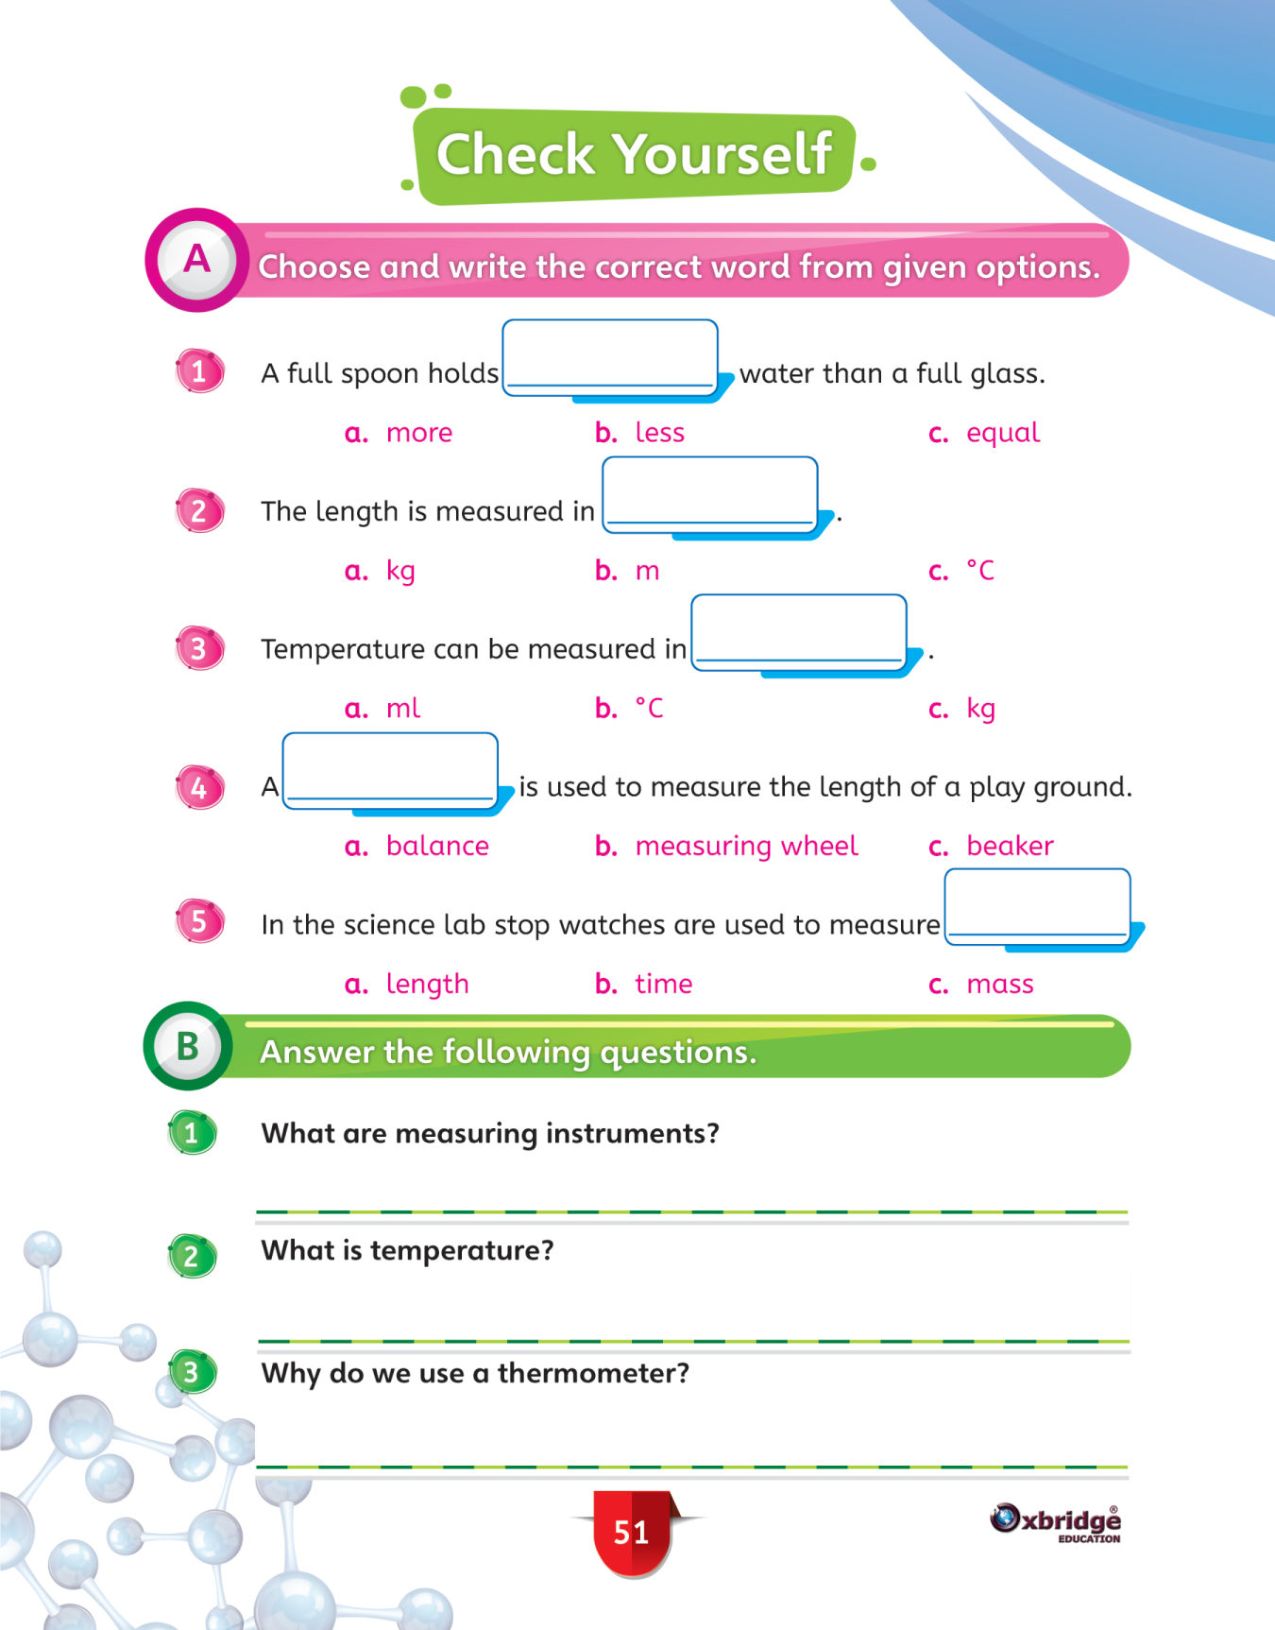 Check Yourself
A
Choose and write the correct word from given options.
1 A full spoon holds water than a full glass.
a. more b. less c. equal
2 The length is measured in .
a. kg b. m c. °C
3 Temperature can be measured in .
a. ml b. °C c. kg
4 A is used to measure the length of a play ground.
a. balance b. measuring wheel c. beaker
5 In the science lab stop watches are used to measure
a. length b. time c. mass
B
Answer the following questions.
1 What are measuring instruments?
2 What is temperature?
3 Why do we use a thermometer?
51
Oxbridge®
EDUCATION